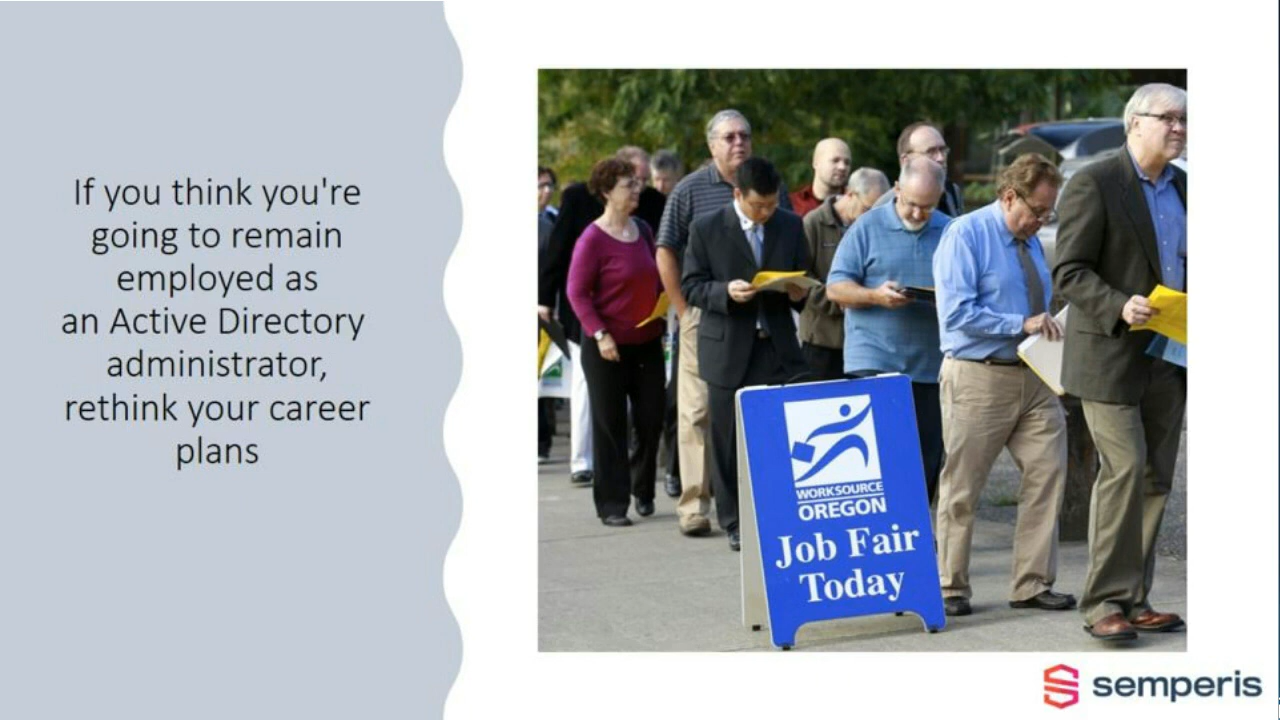 If you think you're
going to remain
employed as
an Active Directory
administrator,
rethink your career
plans
WORKSOURCE
OREGON
Job Fair
Today
semperis